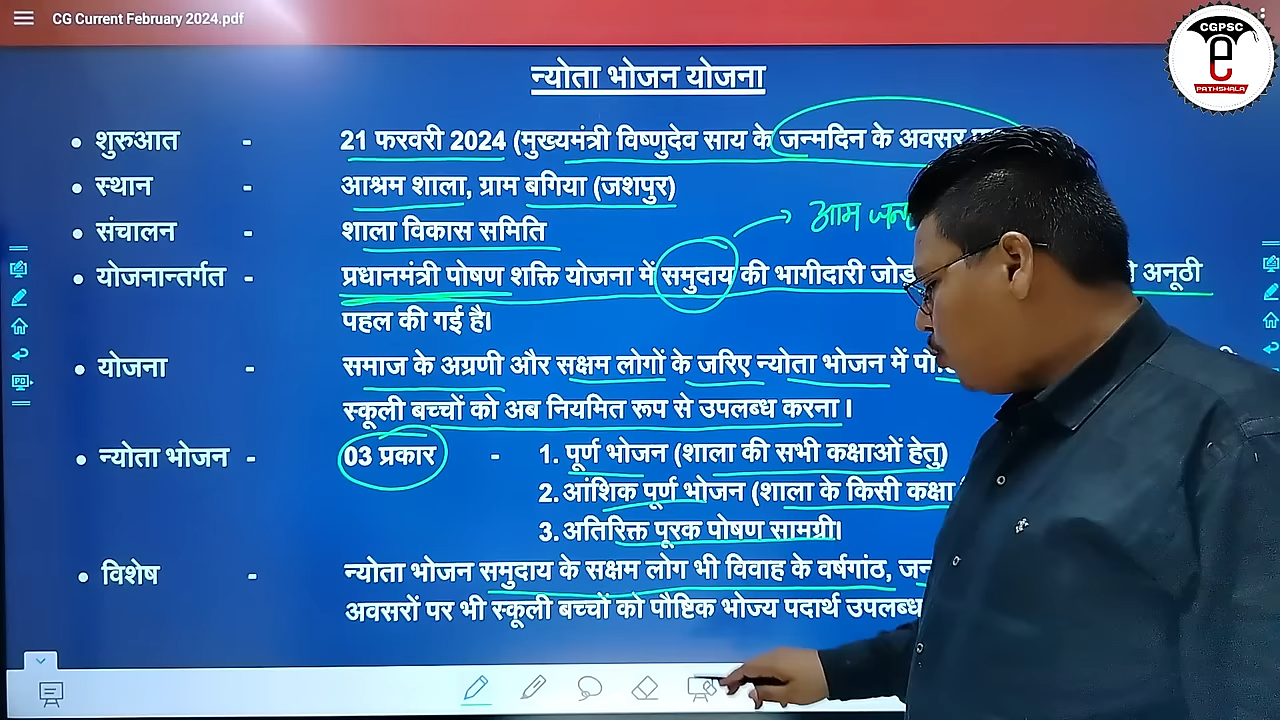 CG Current February 2024.pdf
CGPSC
e
PATHSHALA
न्योता भोजन योजना
• शुरुआत - 21 फरवरी 2024 (मुख्यमंत्री विष्णुदेव साय के जन्मदिन के अवसर
• स्थान - आश्रम शाला, ग्राम बगिया (जशपुर)
आम
• संचालन - शाला विकास समिति
• योजनान्तर्गत - प्रधानमंत्री पोषण शक्ति योजना में समुदाय की भागीदारी जोड़ अनूठी
पहल की गई है।
• योजना - समाज के अग्रणी और सक्षम लोगों के जरिए न्योता भोजन में
स्कूली बच्चों को अब नियमित रूप से उपलब्ध करना ।
• न्योता भोजन - 03 प्रकार - 1. पूर्ण भोजन (शाला की सभी कक्षाओं हेतु)
2. आंशिक पूर्ण भोजन (शाला के किसी कक्षा
3. अतिरिक्त पूरक पोषण सामग्री।
• विशेष - न्योता भोजन समुदाय के सक्षम लोग भी विवाह के वर्षगांठ,
अवसरों पर भी स्कूली बच्चों को पौष्टिक भोज्य पदार्थ उपलब्ध